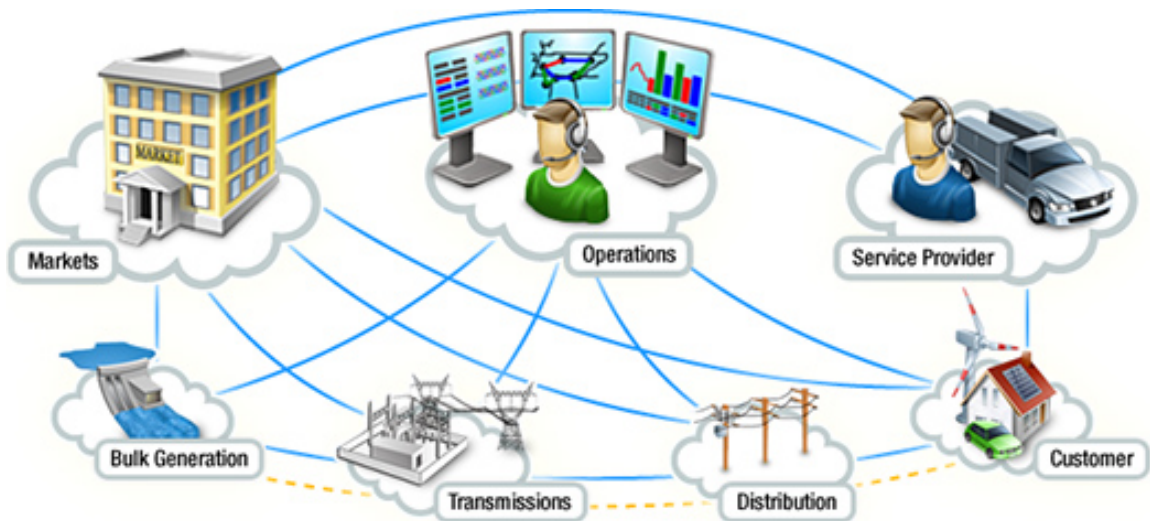 MARKET
Markets
Operations
Service Provider
Bulk Generation
Transmissions
Distribution
Customer